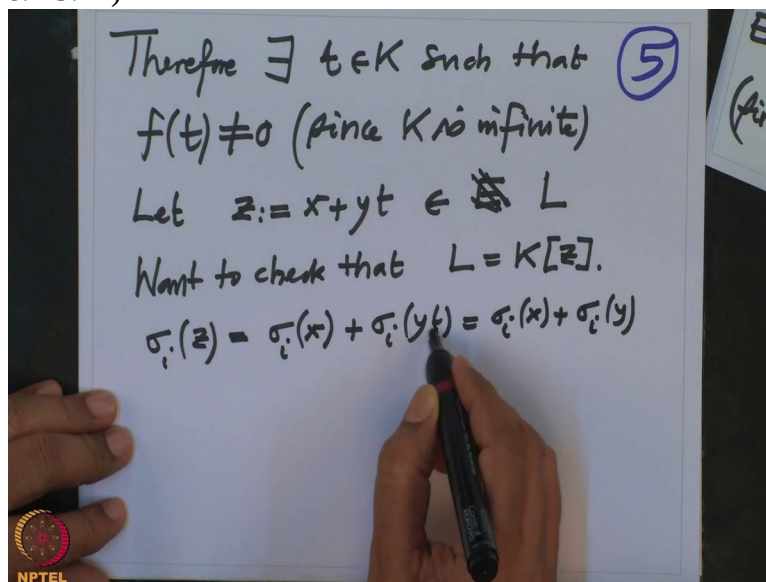 Therefore ∃ t ∈ K such that
5
f(t) ≠ 0 (since K is infinite)
Let z := x + yt ∈ L
Want to check that L = K[z].
σᵢ(z) = σᵢ(x) + σᵢ(yt) = σᵢ(x) + σᵢ(y)
NPTEL